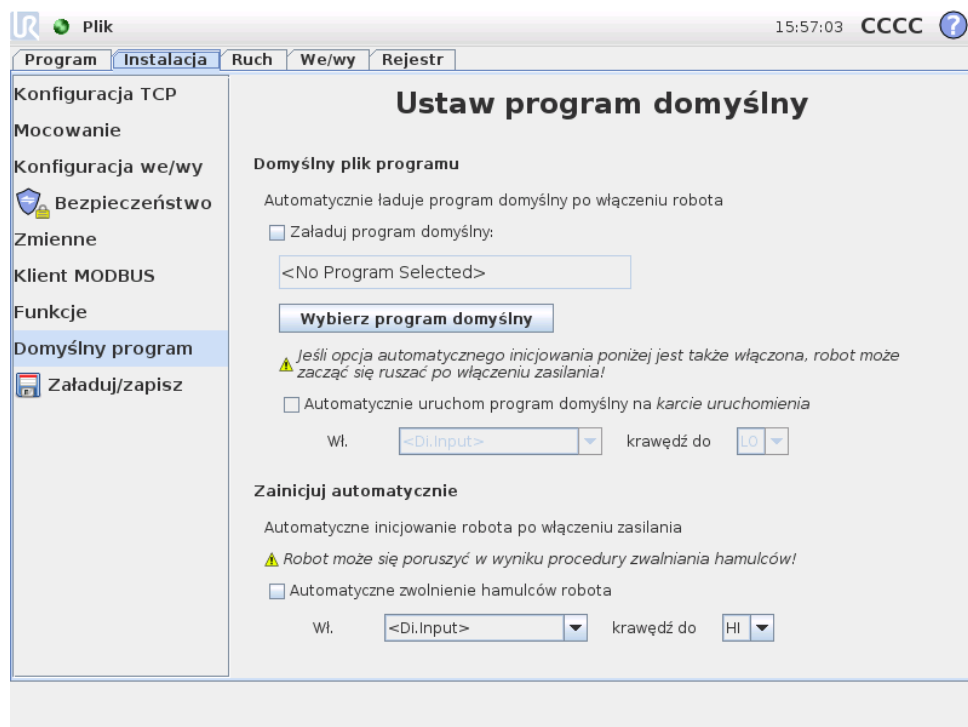 UR Plik 15:57:03 CCCC ?
Program Instalacja Ruch We/wy Rejestr
Konfiguracja TCP
Mocowanie
Konfiguracja we/wy
Bezpieczeństwo
Zmienne
Klient MODBUS
Funkcje
Domyślny program
Załaduj/zapisz
Ustaw program domyślny
Domyślny plik programu
Automatycznie ładuje program domyślny po włączeniu robota
Załaduj program domyślny:
<No Program Selected>
Wybierz program domyślny
Jeśli opcja automatycznego inicjowania poniżej jest także włączona, robot może
zacząć się ruszać po włączeniu zasilania!
Automatycznie uruchom program domyślny na karcie uruchomienia
Wł. <Di.Input> krawędź do LO
Zainicjuj automatycznie
Automatyczne inicjowanie robota po włączeniu zasilania
Robot może się poruszyć w wyniku procedury zwalniania hamulców!
Automatyczne zwolnienie hamulców robota
Wł. <Di.Input> krawędź do HI